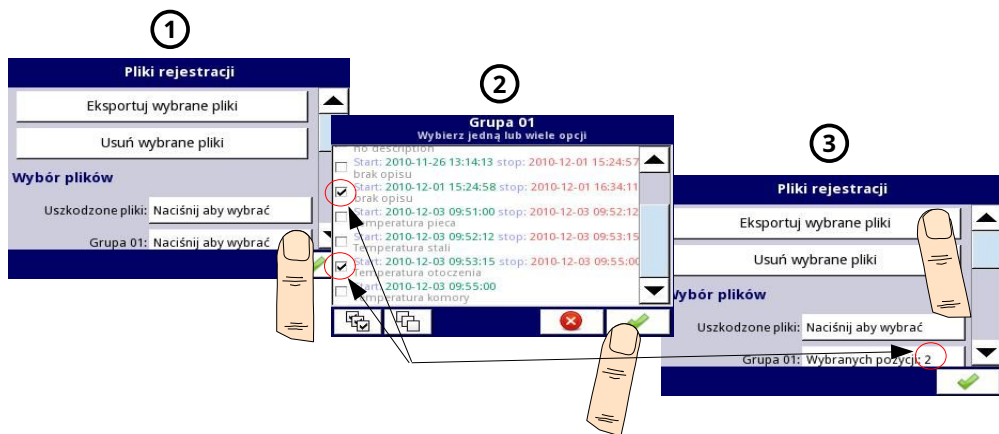 1
Pliki rejestracji
Eksportuj wybrane pliki
Usuń wybrane pliki
Wybór plików
Uszkodzone pliki: Naciśnij aby wybrać
Grupa 01: Naciśnij aby wybrać
2
Grupa 01
Wybierz jedną lub wiele opcji
no description
Start: 2010-11-26 13:14:13 stop: 2010-12-01 15:24:57
brak opisu
Start: 2010-12-01 15:24:58 stop: 2010-12-01 16:34:11
brak opisu
Start: 2010-12-03 09:51:00 stop: 2010-12-03 09:52:12
Temperatura pieca
Start: 2010-12-03 09:52:12 stop: 2010-12-03 09:53:15
Temperatura stali
Start: 2010-12-03 09:53:15 stop: 2010-12-03 09:55:00
Temperatura otoczenia
Start: 2010-12-03 09:55:00
Temperatura komory
3
Pliki rejestracji
Eksportuj wybrane pliki
Usuń wybrane pliki
Wybór plików
Uszkodzone pliki: Naciśnij aby wybrać
Grupa 01: Wybranych pozycji: 2